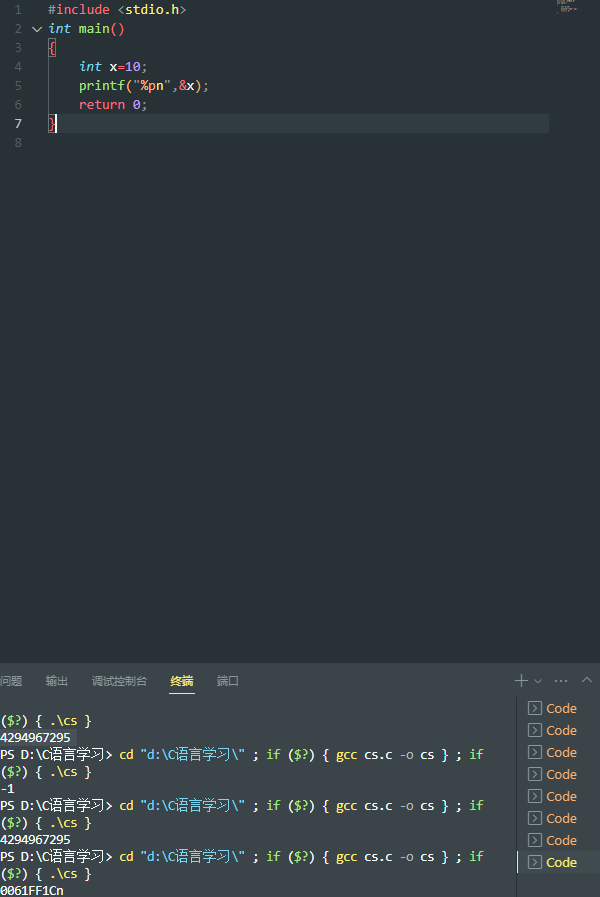 1 #include <stdio.h>
2 int main()
3 {
4 int x=10;
5 printf("%pn",&x);
6 return 0;
7 }
8
问题 输出 调试控制台 终端 端口
($?) { .\cs }
4294967295
PS D:\C语言学习> cd "d:\C语言学习\" ; if ($?) { gcc cs.c -o cs } ; if
($?) { .\cs }
-1
PS D:\C语言学习> cd "d:\C语言学习\" ; if ($?) { gcc cs.c -o cs } ; if
($?) { .\cs }
4294967295
PS D:\C语言学习> cd "d:\C语言学习\" ; if ($?) { gcc cs.c -o cs } ; if
($?) { .\cs }
0061FF1Cn
Code
Code
Code
Code
Code
Code
Code
Code